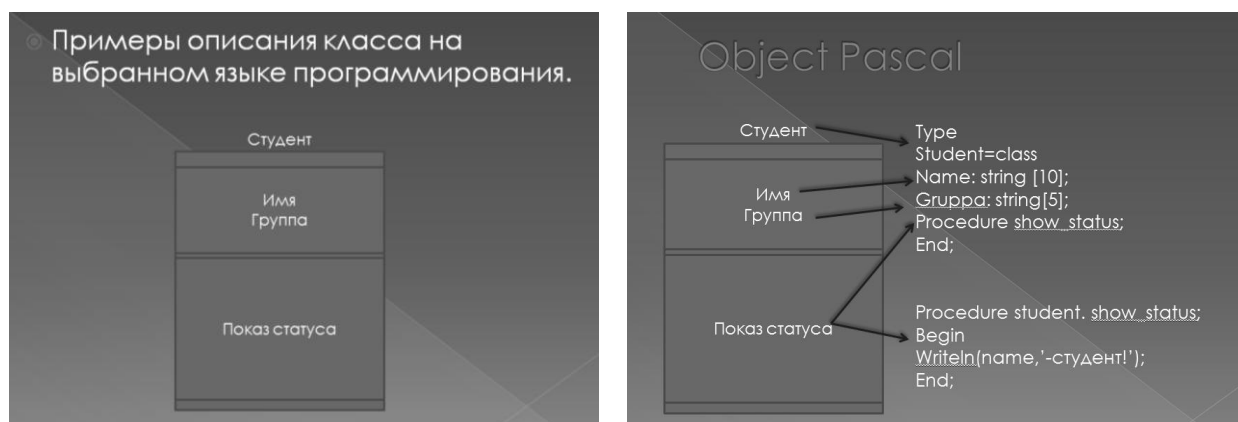 Примеры описания класса на
выбранном языке программирования.
Студент
Имя
Группа
Показ статуса
Object Pascal
Студент
Имя
Группа
Показ статуса
Type
Student=class
Name: string [10];
Gruppa: string[5];
Procedure show_status;
End;
Procedure student. show_status;
Begin
Writeln(name,’-студент!’);
End;